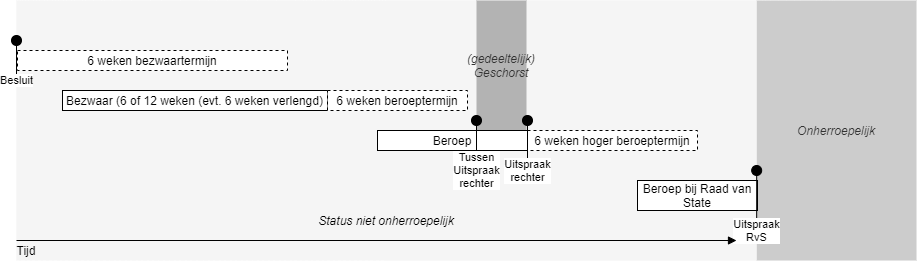 6 weken bezwaartermijn
Besluit
(gedeeltelijk)
Geschorst
Bezwaar (6 of 12 weken (evt. 6 weken verlengd)
6 weken beroeptermijn
Beroep
Tussen
Uitspraak
rechter
Uitspraak
rechter
6 weken hoger beroeptermijn
Onherroepelijk
Beroep bij Raad van
State
Uitspraak
RvS
Status niet onherroepelijk
Tijd